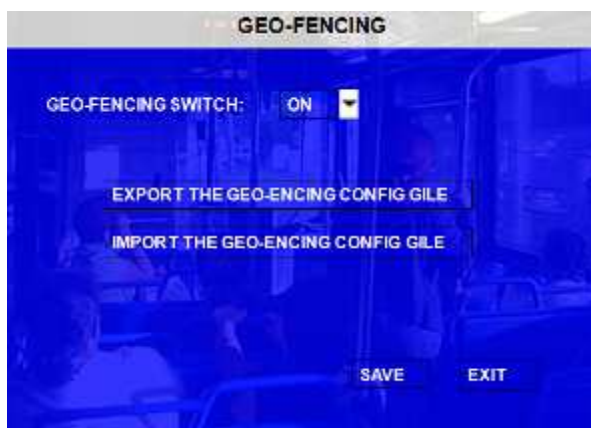 GEO-FENCING
GEO-FENCING SWITCH: ON
EXPORT THE GEO-ENCING CONFIG GILE
IMPORT THE GEO-ENCING CONFIG GILE
SAVE EXIT